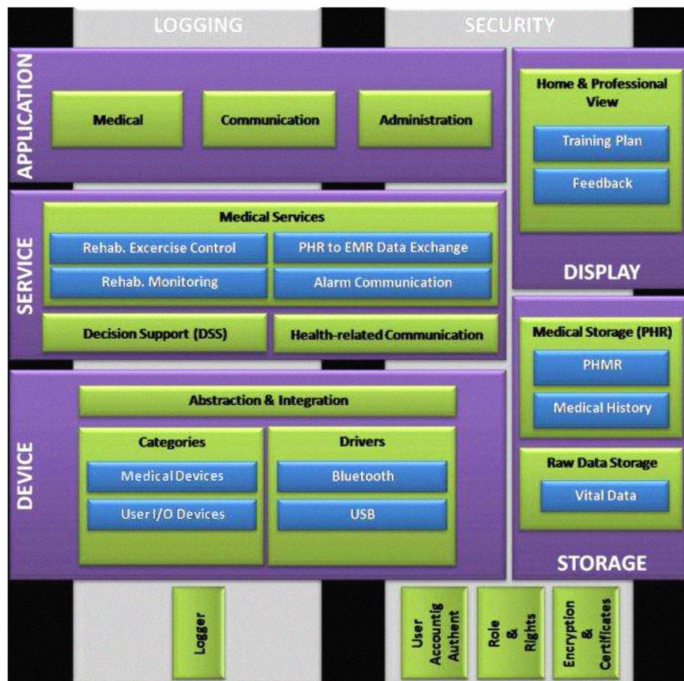 LOGGING
SECURITY
APPLICATION
Medical
Communication
Administration
Home & Professional
View
Training Plan
Feedback
DISPLAY
SERVICE
Medical Services
Rehab. Excercise Control
PHR to EMR Data Exchange
Rehab. Monitoring
Alarm Communication
Decision Support (DSS)
Health-related Communication
Medical Storage (PHR)
PHMR
Medical History
Raw Data Storage
Vital Data
STORAGE
DEVICE
Abstraction & Integration
Categories
Medical Devices
User I/O Devices
Drivers
Bluetooth
USB
Logger
User
Accountig
Authent
Role
&
Rights
Encryption
&
Certificates